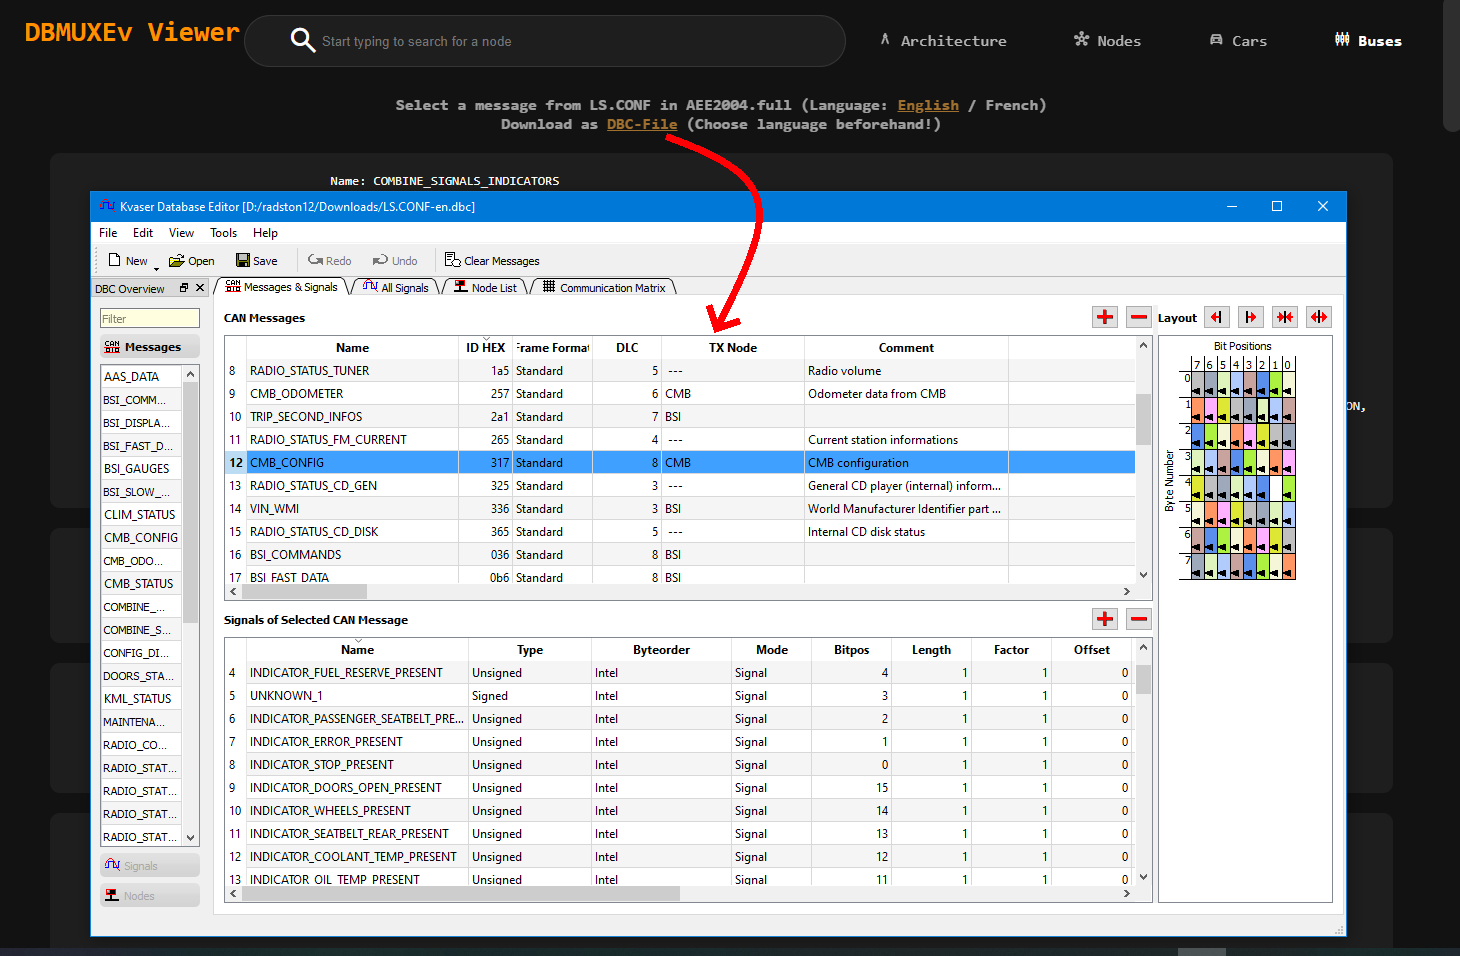 DBMUXEv Viewer
Start typing to search for a node
Architecture
Nodes
Cars
Buses
Select a message from LS.CONF in AEE2004.full (Language: English / French)
Download as DBC-File (Choose language beforehand!)
Name: COMBINE_SIGNALS_INDICATORS
ON,
Kvaser Database Editor [D:/radston12/Downloads/LS.CONF-en.dbc]
File Edit View Tools Help
New Open Save Redo Undo Clear Messages
DBC Overview
Messages & Signals All Signals Node List Communication Matrix
Filter
Messages
AAS_DATA
BSI_COMM...
BSI_DISPLA...
BSI_FAST_D...
BSI_GAUGES
BSI_SLOW_...
CLIM_STATUS
CMB_CONFIG
CMB_ODO...
CMB_STATUS
COMBINE_...
COMBINE_S...
CONFIG_DI...
DOORS_STA...
KML_STATUS
MAINTENA...
RADIO_CO...
RADIO_STAT...
RADIO_STAT...
RADIO_STAT...
RADIO_STAT...
Signals
Nodes
CAN Messages
Name ID HEX Frame Format DLC TX Node Comment
8 RADIO_STATUS_TUNER 1a5 Standard 5 --- Radio volume
9 CMB_ODOMETER 257 Standard 6 CMB Odometer data from CMB
10 TRIP_SECOND_INFOS 2a1 Standard 7 BSI
11 RADIO_STATUS_FM_CURRENT 265 Standard 4 --- Current station informations
12 CMB_CONFIG 317 Standard 8 CMB CMB configuration
13 RADIO_STATUS_CD_GEN 325 Standard 3 --- General CD player (internal) inform...
14 VIN_WMI 336 Standard 3 BSI World Manufacturer Identifier part ...
15 RADIO_STATUS_CD_DISK 365 Standard 5 --- Internal CD disk status
16 BSI_COMMANDS 036 Standard 8 BSI
17 BSI_FAST_DATA 0b6 Standard 8 BSI
Signals of Selected CAN Message
Name Type Byteorder Mode Bitpos Length Factor Offset
4 INDICATOR_FUEL_RESERVE_PRESENT Unsigned Intel Signal 4 1 1 0
5 UNKNOWN_1 Signed Intel Signal 3 1 1 0
6 INDICATOR_PASSENGER_SEATBELT_PRE... Unsigned Intel Signal 2 1 1 0
7 INDICATOR_ERROR_PRESENT Unsigned Intel Signal 1 1 1 0
8 INDICATOR_STOP_PRESENT Unsigned Intel Signal 0 1 1 0
9 INDICATOR_DOORS_OPEN_PRESENT Unsigned Intel Signal 15 1 1 0
10 INDICATOR_WHEELS_PRESENT Unsigned Intel Signal 14 1 1 0
11 INDICATOR_SEATBELT_REAR_PRESENT Unsigned Intel Signal 13 1 1 0
12 INDICATOR_COOLANT_TEMP_PRESENT Unsigned Intel Signal 12 1 1 0
13 INDICATOR_OIL_TEMP_PRESENT Unsigned Intel Signal 11 1 1 0
Layout
Bit Positions
7 6 5 4 3 2 1 0
Byte Number
0
1
2
3
4
5
6
7